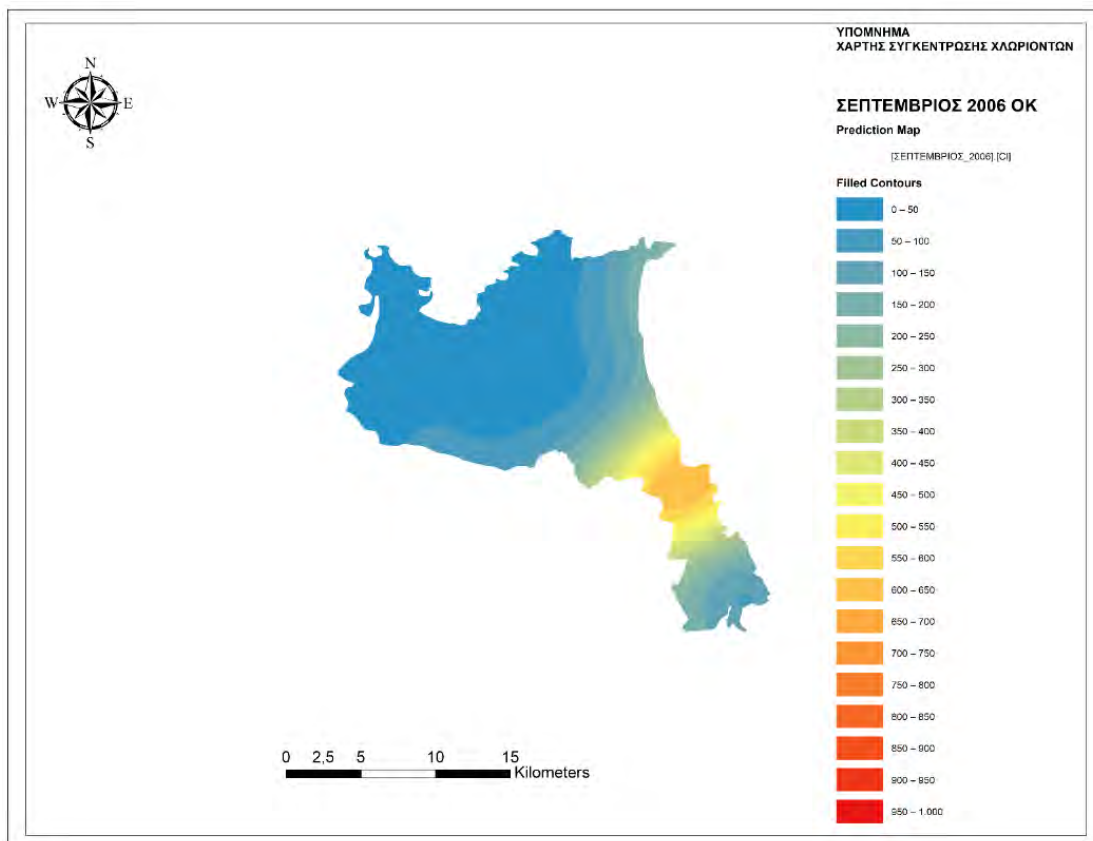 ΥΠΟΜΝΗΜΑ
ΧΑΡΤΗΣ ΣΥΓΚΕΝΤΡΩΣΗΣ ΧΛΩΡΙΟΝΤΩΝ
N
W E
S
ΣΕΠΤΕΜΒΡΙΟΣ 2006 ΟΚ
Prediction Map
[ΣΕΠΤΕΜΒΡΙΟΣ_2006].[Cl]
Filled Contours
0 – 50
50 – 100
100 – 150
150 – 200
200 – 250
250 – 300
300 – 350
350 – 400
400 – 450
450 – 500
500 – 550
550 – 600
600 – 650
650 – 700
700 – 750
750 – 800
800 – 850
850 – 900
900 – 950
950 – 1.000
0 2,5 5 10 15
Kilometers